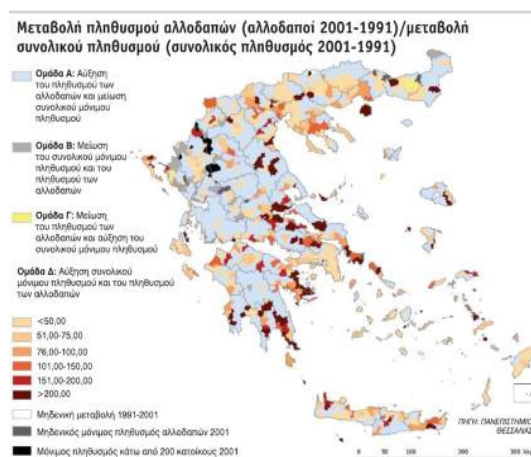 Μεταβολή πληθυσμού αλλοδαπών (αλλοδαποί 2001-1991)/μεταβολή
συνολικού πληθυσμού (συνολικός πληθυσμός 2001-1991)
Ομάδα Α: Αύξηση
του πληθυσμού των
αλλοδαπών και μείωση
συνολικού μόνιμου
πληθυσμού
Ομάδα Β: Μείωση
του συνολικού μόνιμου
πληθυσμού και του
πληθυσμού των
αλλοδαπών
Ομάδα Γ: Μείωση
του πληθυσμού των
αλλοδαπών και αύξηση του
συνολικού μόνιμου πληθυσμού
Ομάδα Δ: Αύξηση συνολικού
μόνιμου πληθυσμού και του πληθυσμού
των αλλοδαπών
<50,00
51,00-75,00
76,00-100,00
101,00-150,00
151,00-200,00
>200,00
Μηδενική μεταβολή 1991-2001
Μηδενικός μόνιμος πληθυσμός αλλοδαπών 2001
Μόνιμος πληθυσμός κάτω από 200 κατοίκους 2001
ΠΗΓΗ: ΠΑΝΕΠΙΣΤΗΜΙΟ
ΘΕΣΣΑΛΙΑΣ
0 50 100 200 300